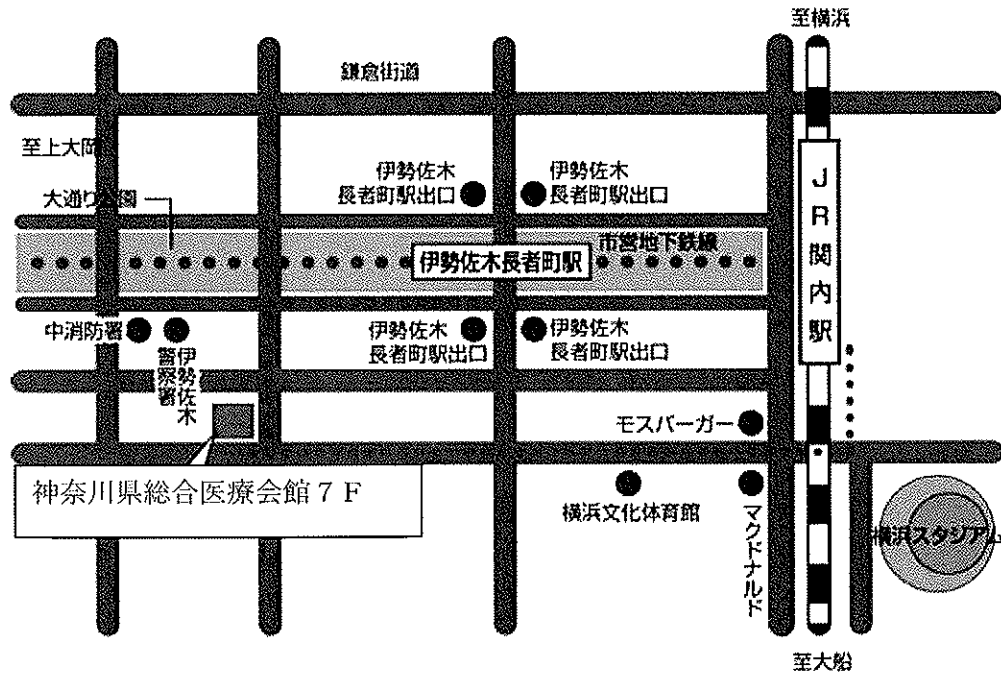 至横浜
鎌倉街道
至上大岡
大通り公園
伊勢佐木
長者町駅出口
伊勢佐木
長者町駅出口
JR関内駅
市営地下鉄線
伊勢佐木長者町駅
中消防署
伊勢佐木
警察署
伊勢佐木
長者町駅出口
伊勢佐木
長者町駅出口
モスバーガー
神奈川県総合医療会館7F
横浜文化体育館
マクドナルド
横浜スタジアム
至大船